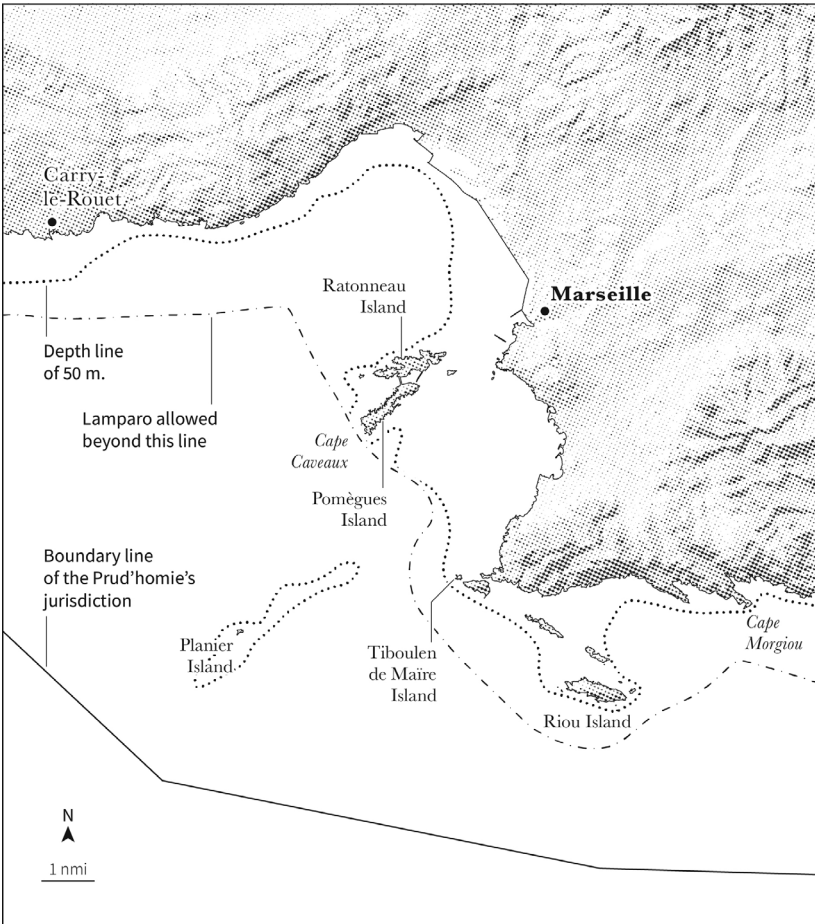 Carry-
le-Rouet
Ratonneau
Island
Marseille
Depth line
of 50 m.
Lamparo allowed
beyond this line
Cape
Caveaux
Pomègues
Island
Boundary line
of the Prud’homie’s
jurisdiction
Planier
Island
Tiboulen
de Maïre
Island
Cape
Morgiou
Riou Island
N
1 nmi